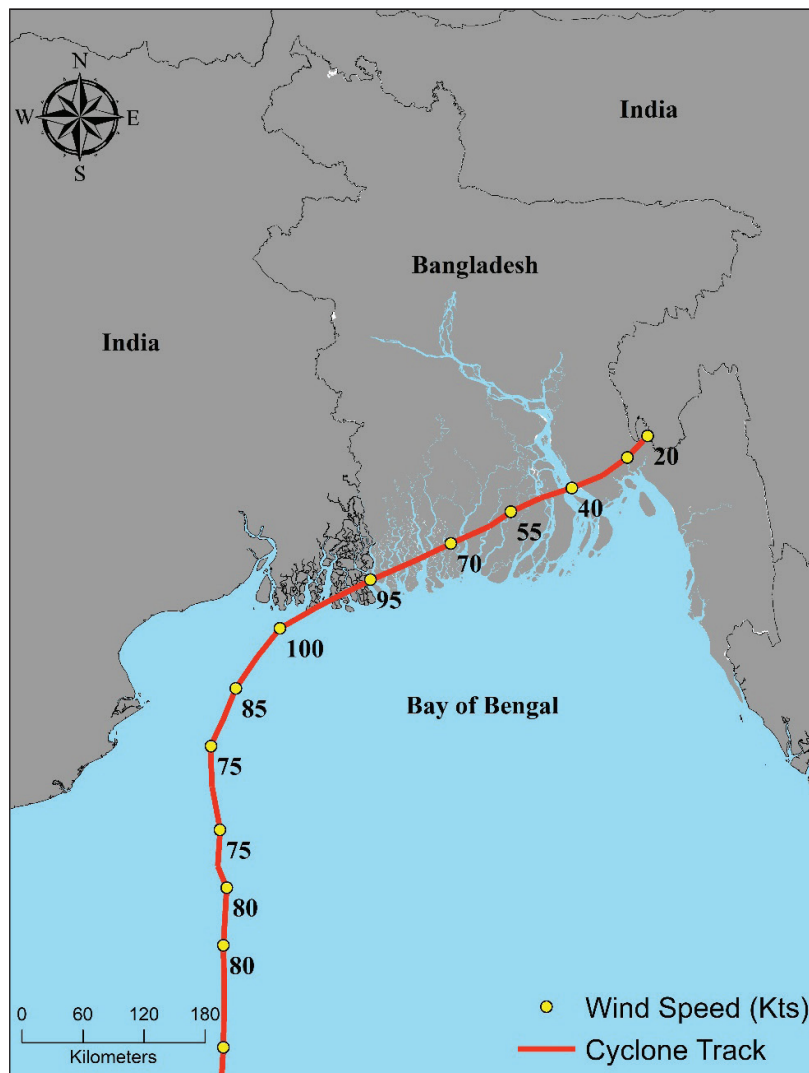 N
W
E
S
India
Bangladesh
India
20
40
55
70
95
100
85
Bay of Bengal
75
75
80
80
0 60 120 180
Kilometers
Wind Speed (Kts)
Cyclone Track